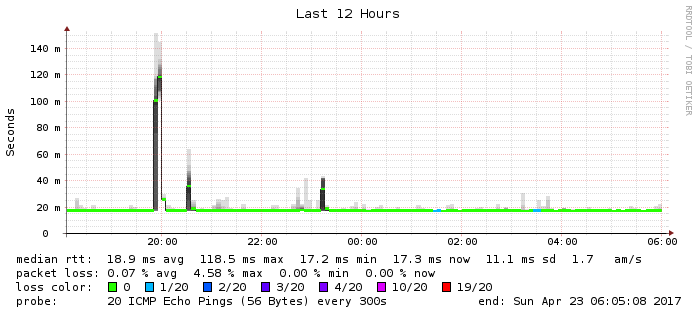 Last 12 Hours
RRDTOOL / TOBI OETIKER
Seconds
140 m
120 m
100 m
80 m
60 m
40 m
20 m
0
20:00 22:00 00:00 02:00 04:00 06:00
median rtt: 18.9 ms avg 118.5 ms max 17.2 ms min 17.3 ms now 11.1 ms sd 1.7 am/s
packet loss: 0.07 % avg 4.58 % max 0.00 % min 0.00 % now
loss color: 0 1/20 2/20 3/20 4/20 10/20 19/20
probe: 20 ICMP Echo Pings (56 Bytes) every 300s end: Sun Apr 23 06:05:08 2017